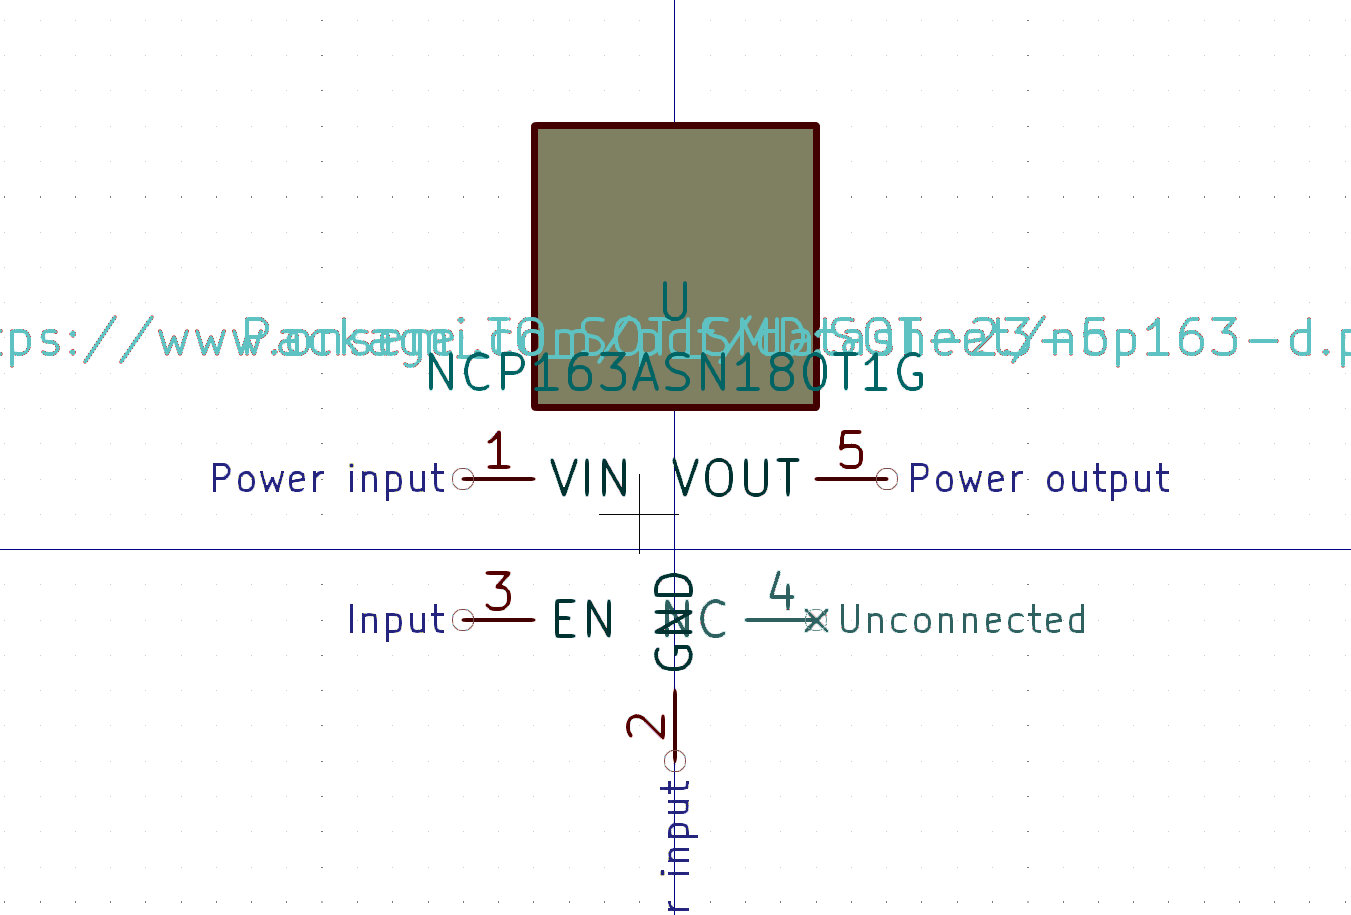 U
tps://www.onsemi.com/pdf/datasheet/ncp163-d.p
Package_TO_SOT_SMD:SOT-23-5
NCP163ASN180T1G
Power input 1 VIN VOUT 5 Power output
Input 3 EN NC 4 Unconnected
GND
2
r input